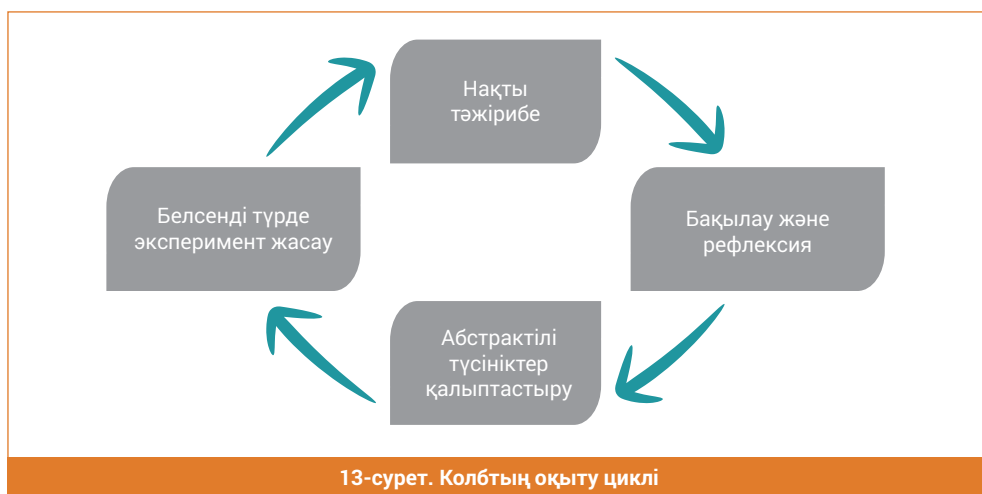 Нақты
тәжірибе
Белсенді түрде
эксперимент жасау
Бақылау және
рефлексия
Абстрактілі
түсініктер
қалыптастыру
13-сурет. Колбтың оқыту циклі